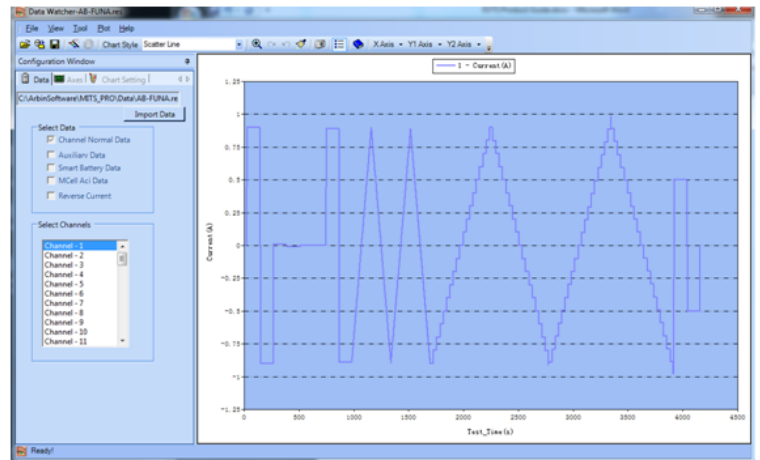 Data Watcher-AB-FUNA.res
File View Tool Plot Help
Chart Style Scatter Line X Axis Y1 Axis Y2 Axis
Configuration Window
Data Axes Chart Setting
C:\ArbinSoftware\MITS_PRO\Data\AB-FUNA.re
Import Data
Select Data
Channel Normal Data
Auxiliary Data
Smart Battery Data
MCell Aci Data
Reverse Current
Select Channels
Channel - 1
Channel - 2
Channel - 3
Channel - 4
Channel - 5
Channel - 6
Channel - 7
Channel - 8
Channel - 9
Channel - 10
Channel - 11
1 - Current(A)
1.25
1
0.75
0.5
0.25
0
-0.25
-0.5
-0.75
-1
-1.25
Current(A)
0 500 1000 1500 2000 2500 3000 3500 4000 4500
Test_Time(s)
Ready!